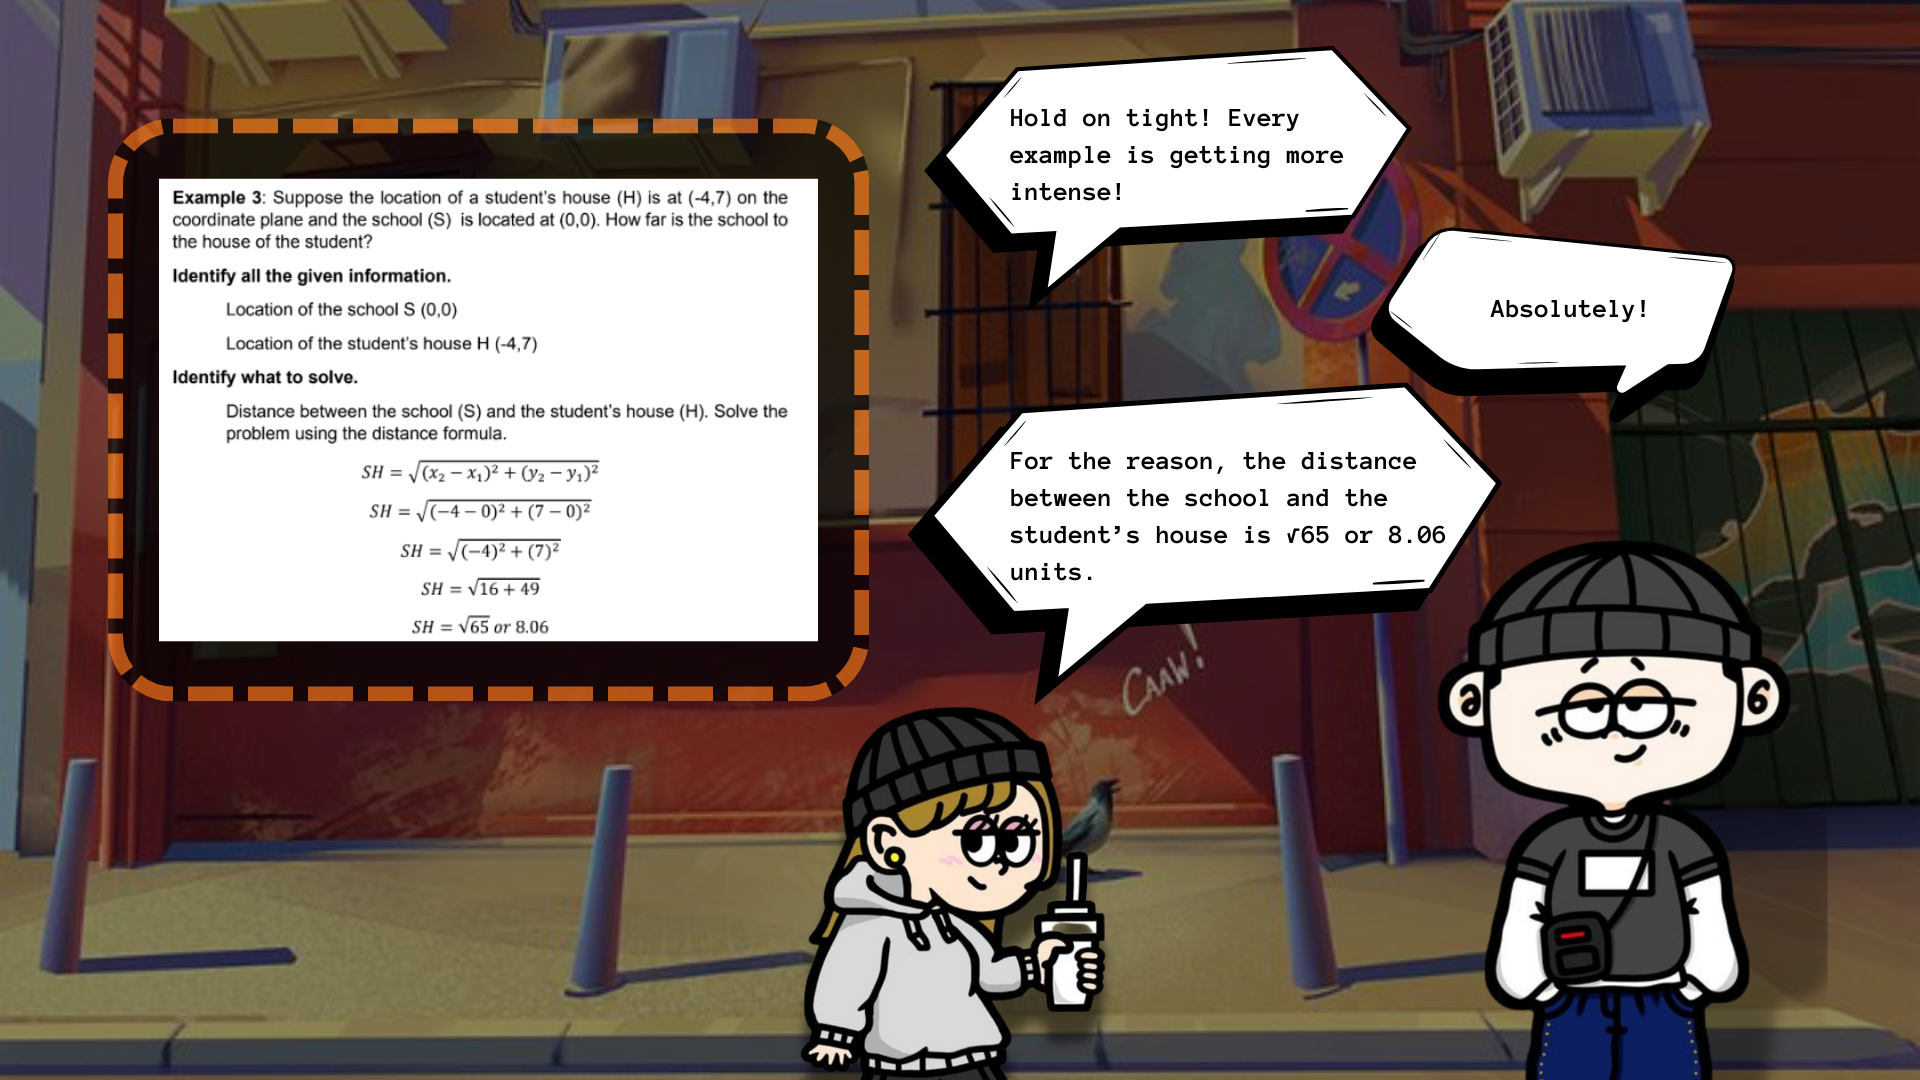 Example 3: Suppose the location of a student's house (H) is at (-4,7) on the
coordinate plane and the school (S) is located at (0,0). How far is the school to
the house of the student?
Identify all the given information.
Location of the school S (0,0)
Location of the student's house H (-4,7)
Identify what to solve.
Distance between the school (S) and the student's house (H). Solve the
problem using the distance formula.
SH = √(x₂ − x₁)² + (y₂ − y₁)²
SH = √(−4 − 0)² + (7 − 0)²
SH = √(−4)² + (7)²
SH = √16 + 49
SH = √65 or 8.06
Hold on tight! Every
example is getting more
intense!
Absolutely!
For the reason, the distance
between the school and the
student’s house is √65 or 8.06
units.
CAAW!